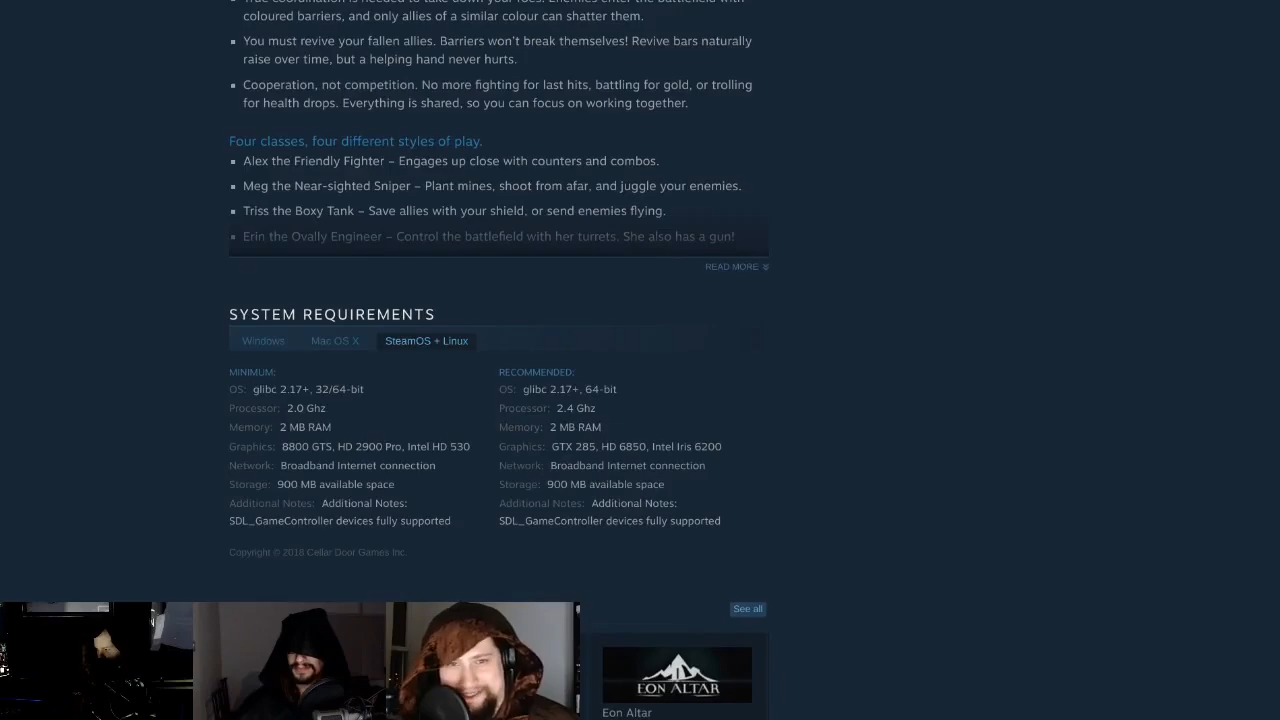 coloured barriers, and only allies of a similar colour can shatter them.
You must revive your fallen allies. Barriers won't break themselves! Revive bars naturally
raise over time, but a helping hand never hurts.
Cooperation, not competition. No more fighting for last hits, battling for gold, or trolling
for health drops. Everything is shared, so you can focus on working together.
Four classes, four different styles of play.
Alex the Friendly Fighter – Engages up close with counters and combos.
Meg the Near-sighted Sniper – Plant mines, shoot from afar, and juggle your enemies.
Triss the Boxy Tank – Save allies with your shield, or send enemies flying.
Erin the Ovally Engineer – Control the battlefield with her turrets. She also has a gun!
READ MORE
SYSTEM REQUIREMENTS
Windows Mac OS X SteamOS + Linux
MINIMUM:
OS: glibc 2.17+, 32/64-bit
Processor: 2.0 Ghz
Memory: 2 MB RAM
Graphics: 8800 GTS, HD 2900 Pro, Intel HD 530
Network: Broadband Internet connection
Storage: 900 MB available space
Additional Notes: Additional Notes:
SDL_GameController devices fully supported
RECOMMENDED:
OS: glibc 2.17+, 64-bit
Processor: 2.4 Ghz
Memory: 2 MB RAM
Graphics: GTX 285, HD 6850, Intel Iris 6200
Network: Broadband Internet connection
Storage: 900 MB available space
Additional Notes: Additional Notes:
SDL_GameController devices fully supported
Copyright © 2018 Cellar Door Games Inc.
See all
EON ALTAR
Eon Altar